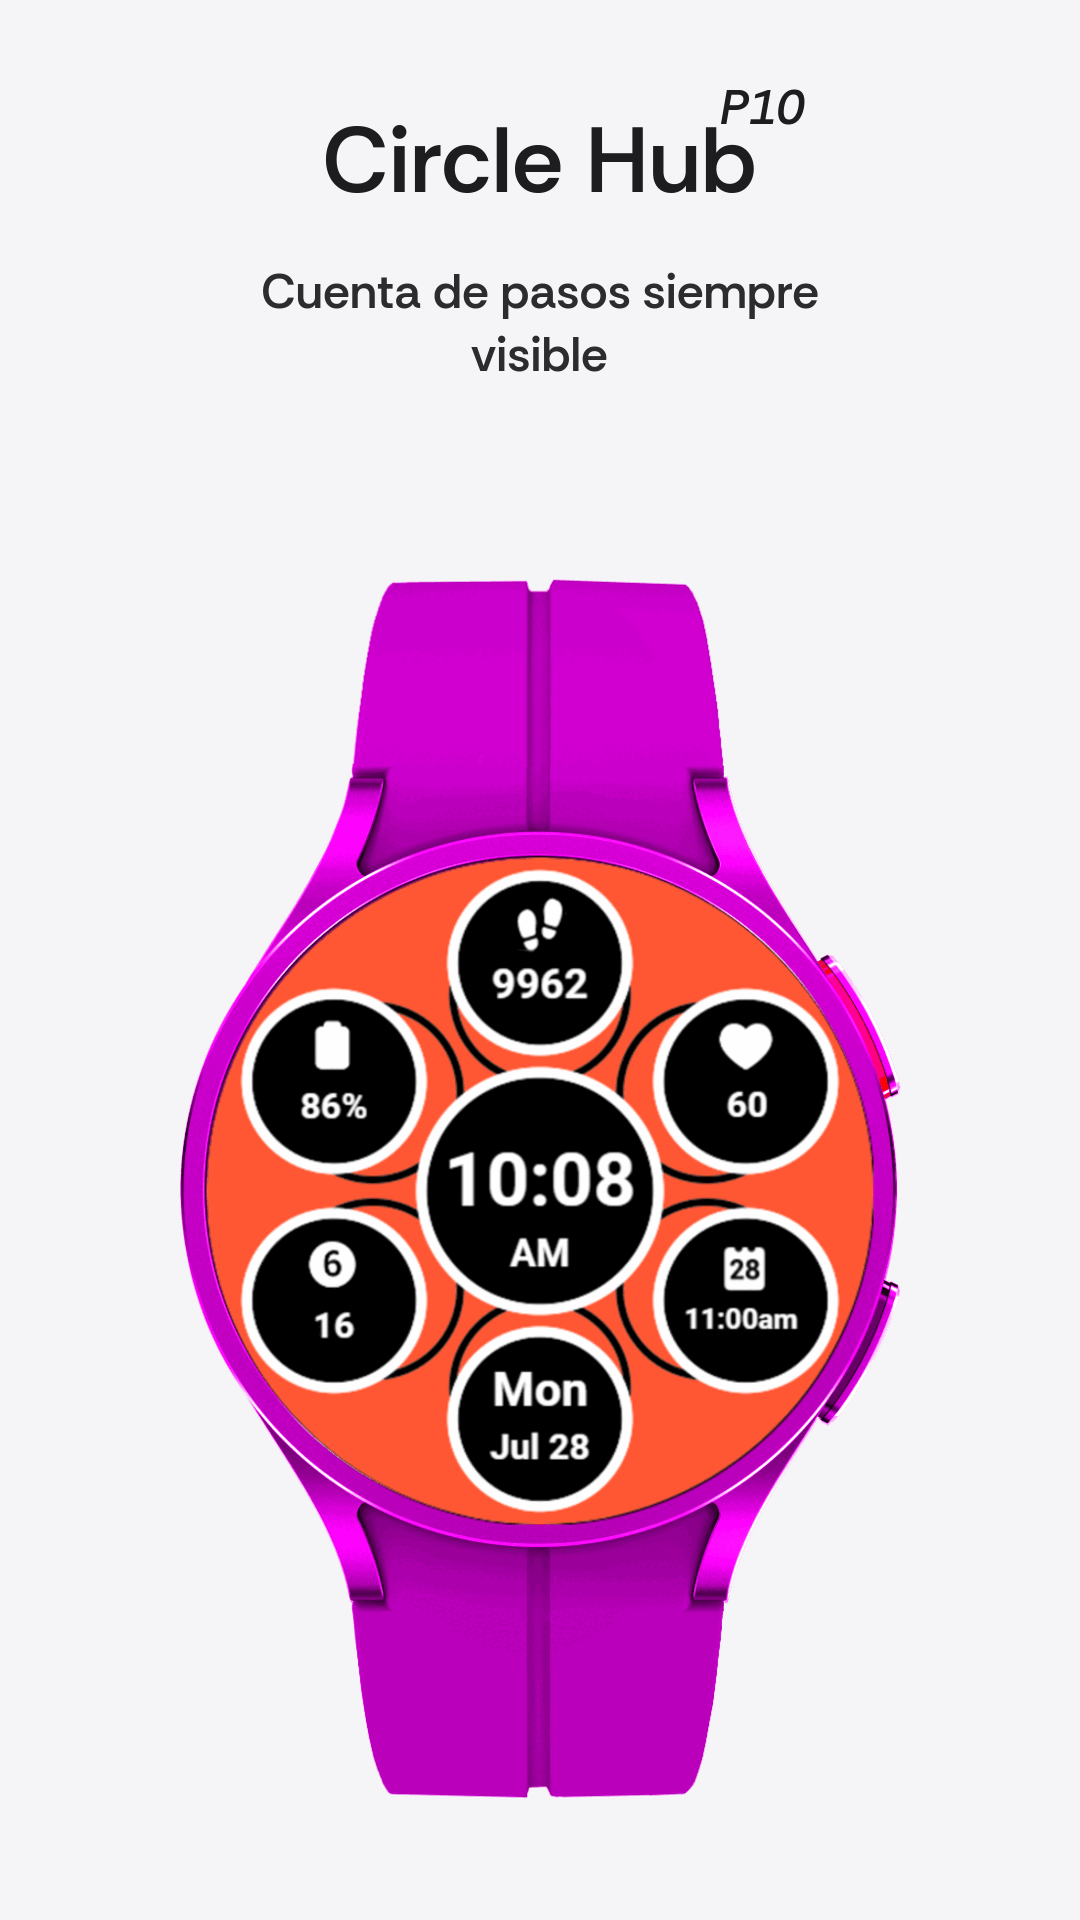 P10
Circle Hub
Cuenta de pasos siempre
visible
9962
86%
60
10:08
AM
6
16
28
11:00am
Mon
Jul 28